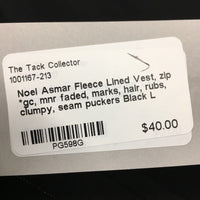 The Tack Collector
1001167-213
Noel Asmar Fleece Lined Vest, zip
*gc, mnr faded, marks, hair, rubs,
clumpy, seam puckers Black L
$40.00
PG598G